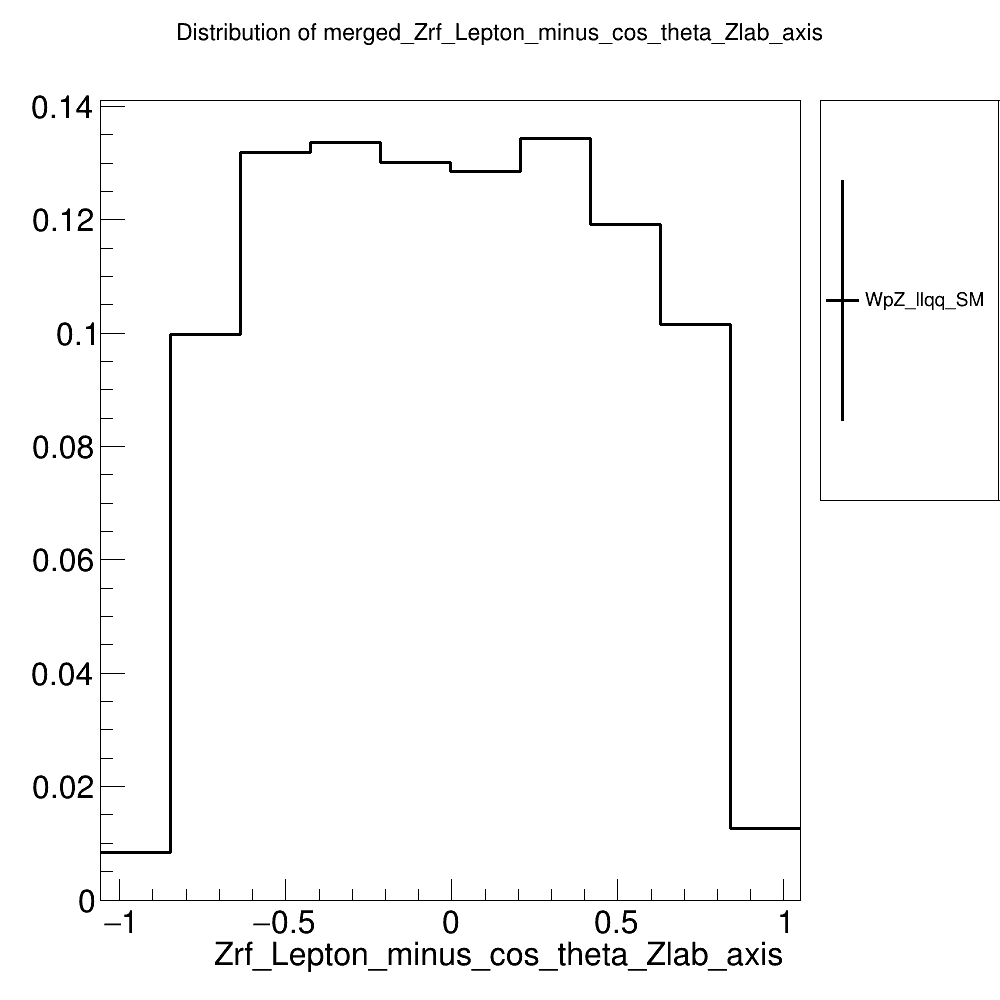 Distribution of merged_Zrf_Lepton_minus_cos_theta_Zlab_axis
0.14
0.12
0.1
0.08
0.06
0.04
0.02
0
−1 −0.5 0 0.5 1
Zrf_Lepton_minus_cos_theta_Zlab_axis
WpZ_llqq_SM